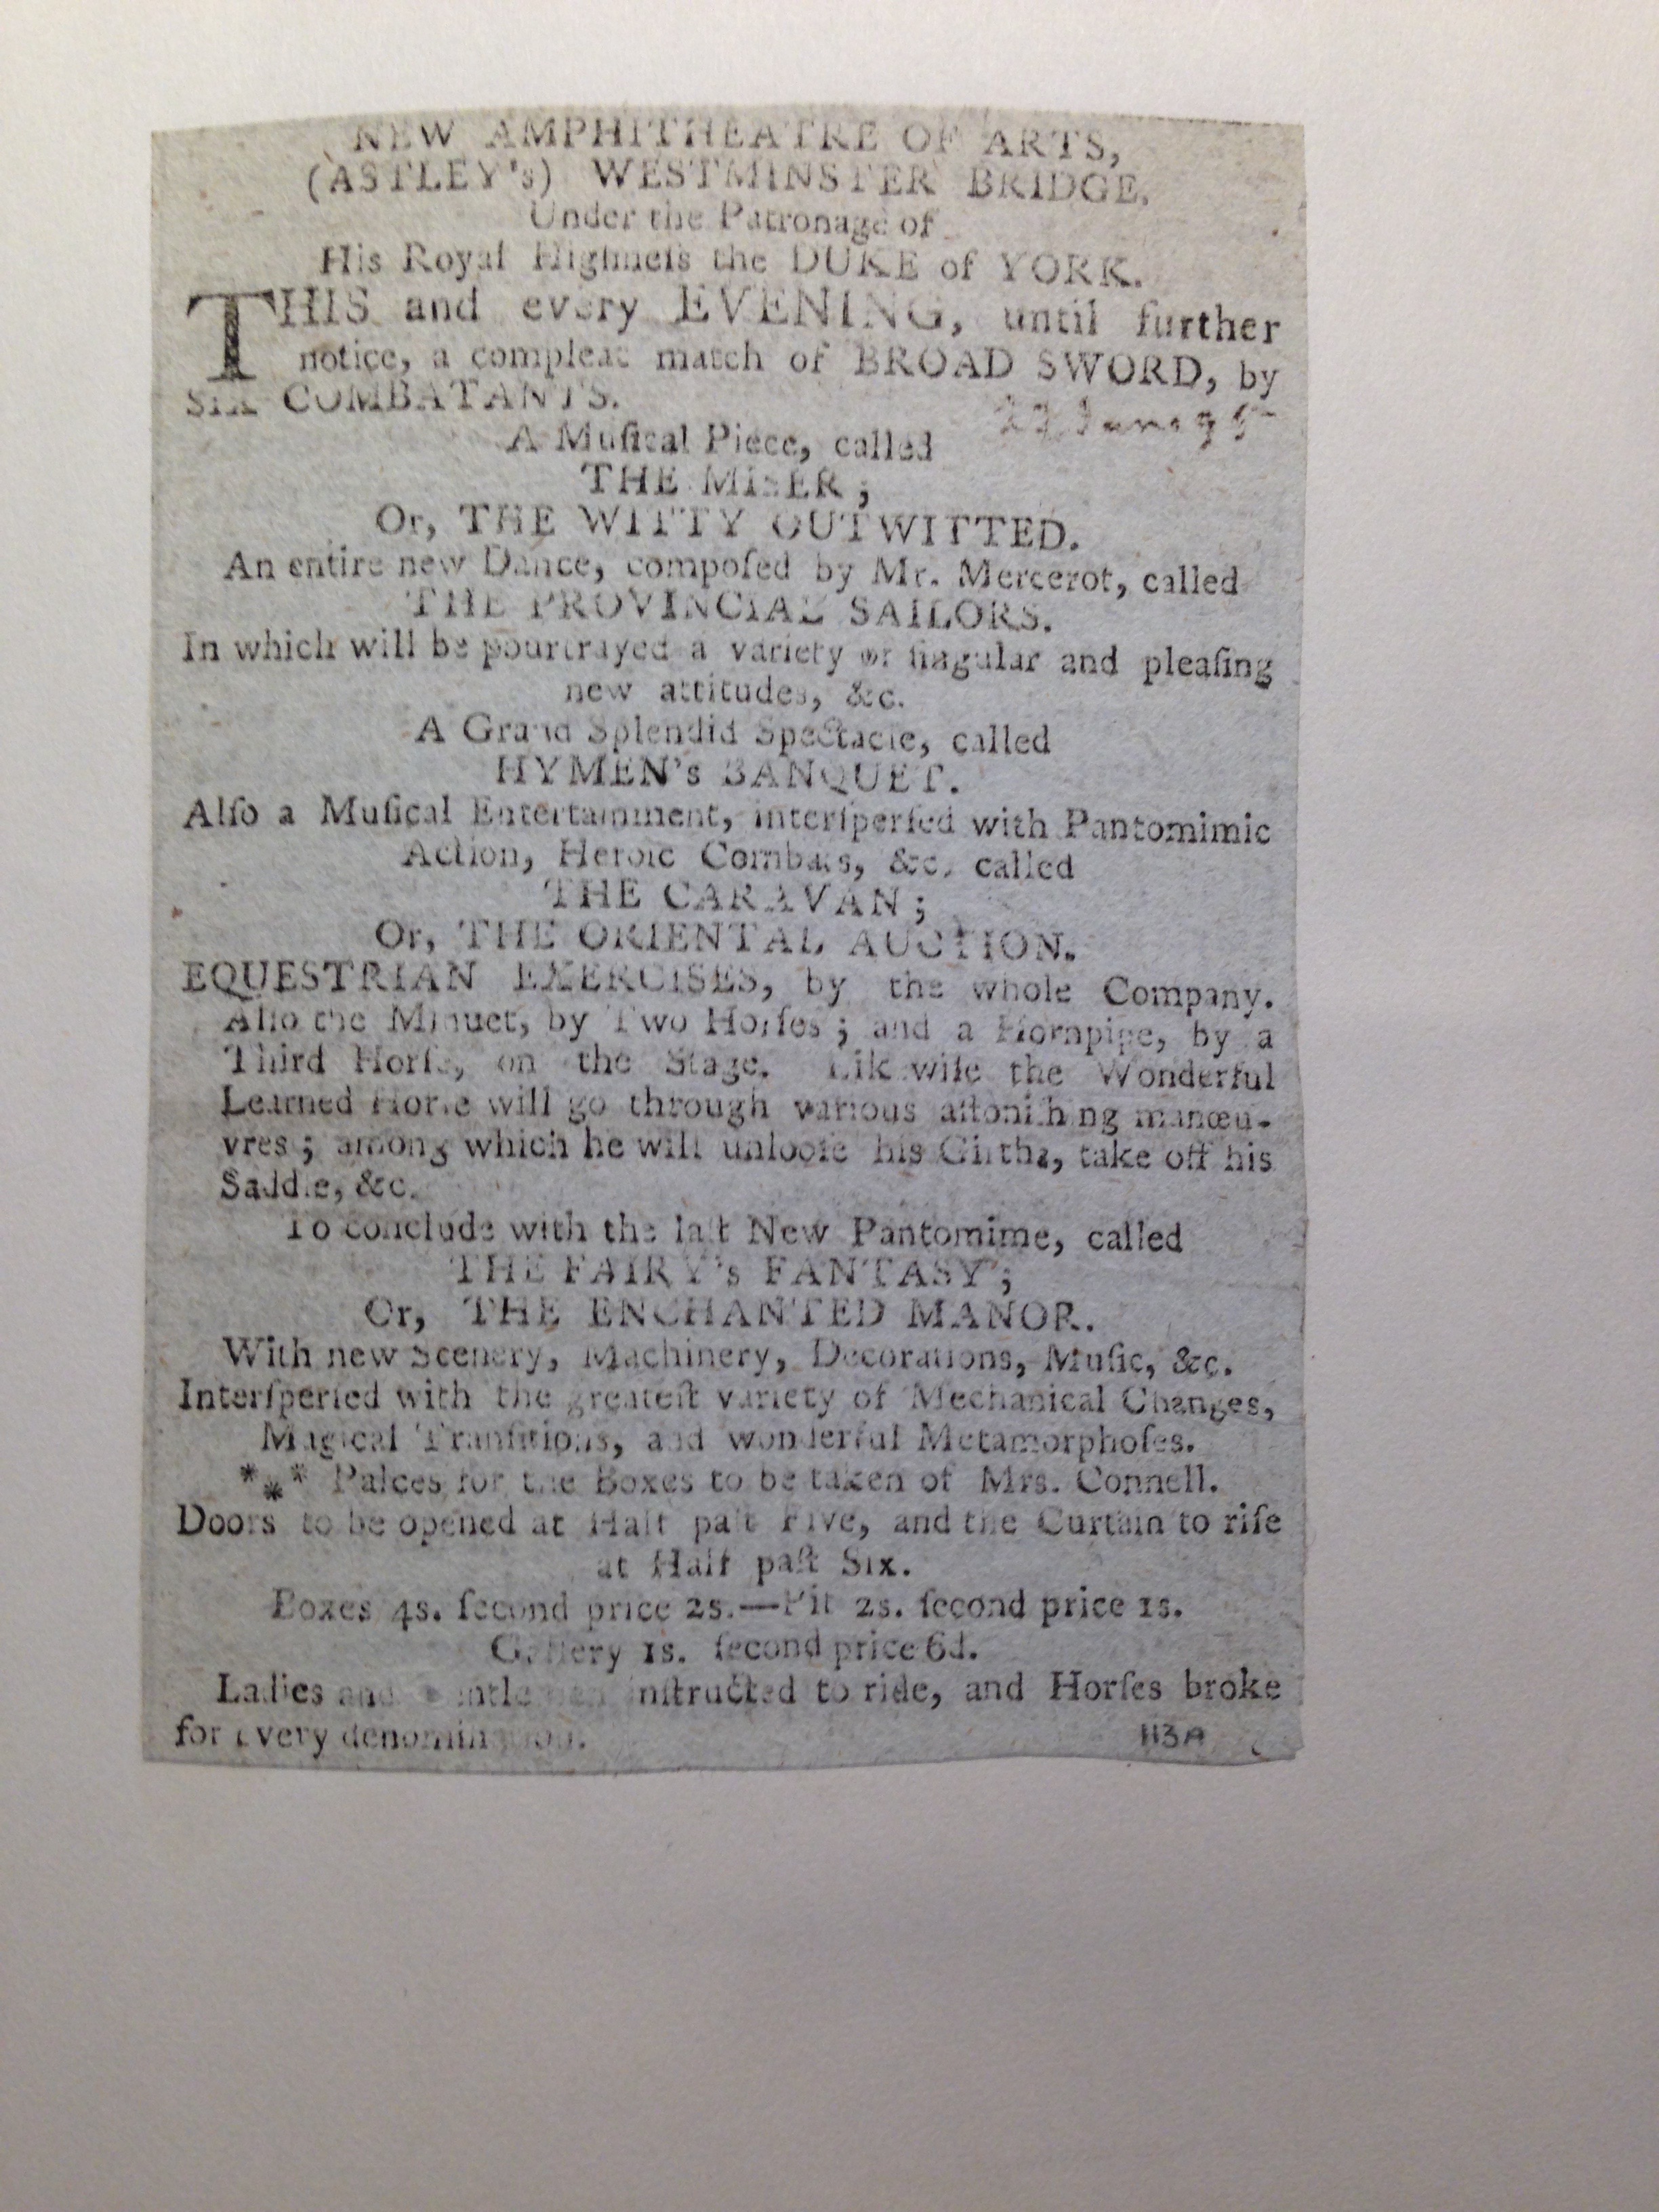 NEW AMPHITHEATRE OF ARTS,
(ASTLEY's) WESTMINSTER BRIDGE.
Under the Patronage of
His Royal Highneſs the DUKE of YORK.
THIS and every EVENING, until further
notice, a compleat match of BROAD SWORD, by
SIX COMBATANTS.
22 June 95
A Muſical Piece, called
THE MISER;
Or, THE WITTY OUTWITTED.
An entire new Dance, compoſed by Mr. Mercerot, called
THE PROVINCIAL SAILORS.
In which will be pourtrayed a variety of ſingular and pleaſing
new attitudes, &c.
A Grand Splendid Spectacle, called
HYMEN's BANQUET.
Alſo a Muſical Entertainment, interſperſed with Pantomimic
Action, Heroic Combats, &c. called
THE CARAVAN;
Or, THE ORIENTAL AUCTION.
EQUESTRIAN EXERCISES, by the whole Company.
Alſo the Minuet, by Two Horſes; and a Hornpipe, by a
Third Horſe, on the Stage. Likewiſe the Wonderful
Learned Horſe will go through various aſtoniſhing manœu-
vres; among which he will unlooſe his Girths, take off his
Saddle, &c.
To conclude with the laſt New Pantomime, called
THE FAIRY's FANTASY;
Or, THE ENCHANTED MANOR.
With new Scenery, Machinery, Decorations, Muſic, &c.
Interſperſed with the greateſt variety of Mechanical Changes,
Magical Tranſitions, and wonderful Metamorphoſes.
*** Palces for the Boxes to be taken of Mrs. Connell.
Doors to be opened at Half paſt Five, and the Curtain to riſe
at Half paſt Six.
Boxes 4s. ſecond price 2s.—Pit 2s. ſecond price 1s.
Gallery 1s. ſecond price 6d.
Ladies and Gentlemen inſtructed to ride, and Horſes broke
for every denomination.
113A